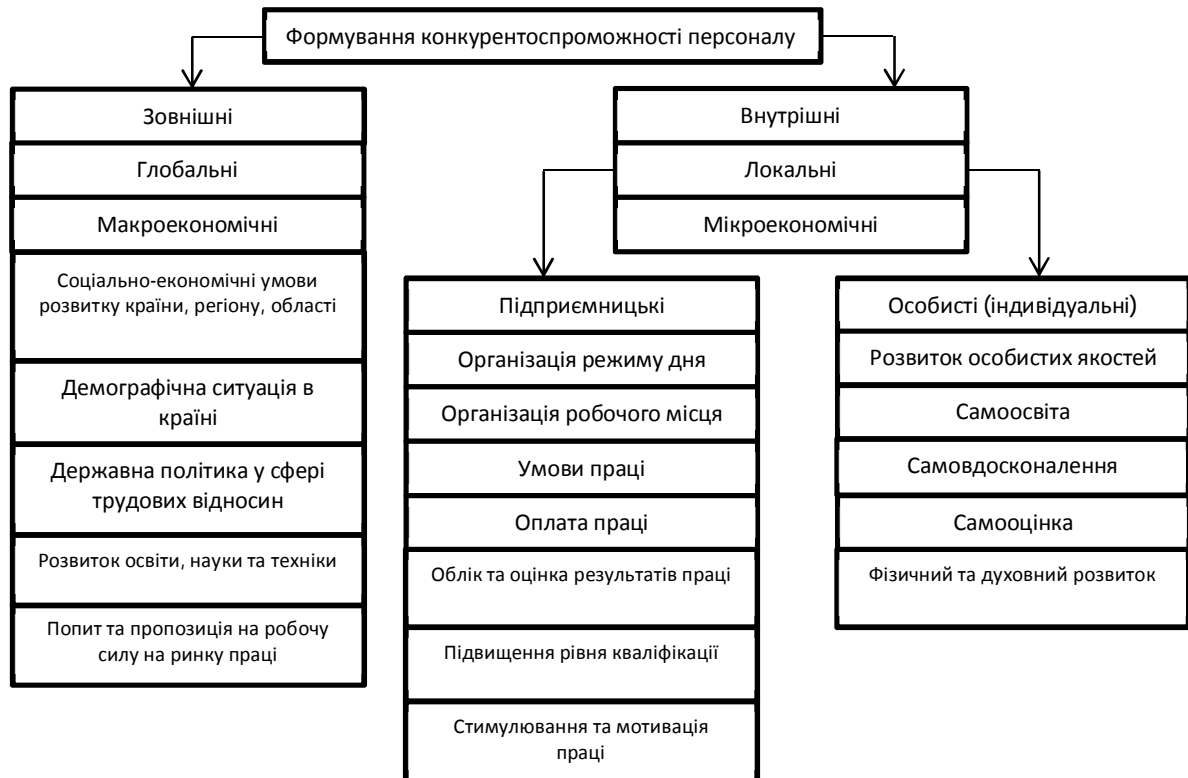 Формування конкурентоспроможності персоналу
Зовнішні
Глобальні
Макроекономічні
Соціально-економічні умови
розвитку країни, регіону, області
Демографічна ситуація в
країні
Державна політика у сфері
трудових відносин
Розвиток освіти, науки та техніки
Попит та пропозиція на робочу
силу на ринку праці
Внутрішні
Локальні
Мікроекономічні
Підприємницькі
Організація режиму дня
Організація робочого місця
Умови праці
Оплата праці
Облік та оцінка результатів праці
Підвищення рівня кваліфікації
Стимулювання та мотивація
праці
Особисті (індивідуальні)
Розвиток особистих якостей
Самоосвіта
Самовдосконалення
Самооцінка
Фізичний та духовний розвиток